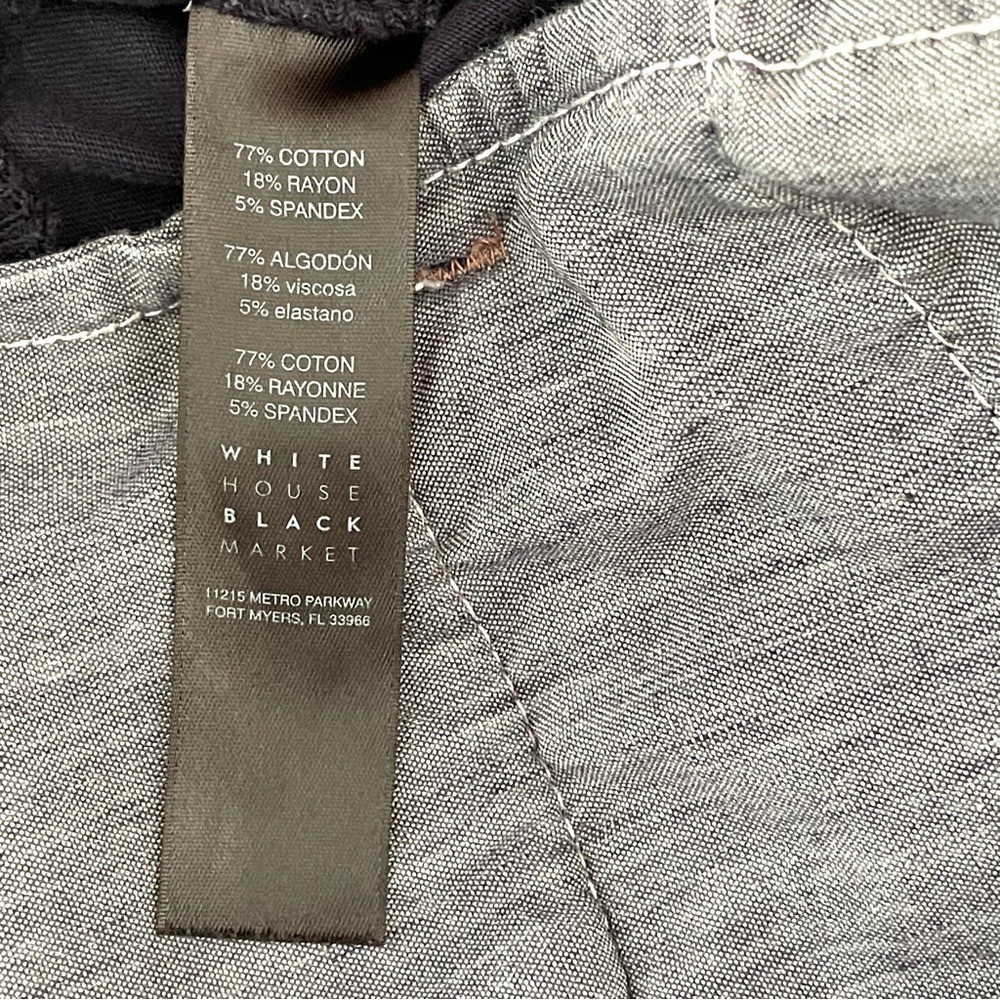 77% COTTON
18% RAYON
5% SPANDEX
77% ALGODÓN
18% viscosa
5% elastano
77% COTON
18% RAYONNE
5% SPANDEX
WHITE
HOUSE
BLACK
MARKET
11215 METRO PARKWAY
FORT MYERS, FL 33966